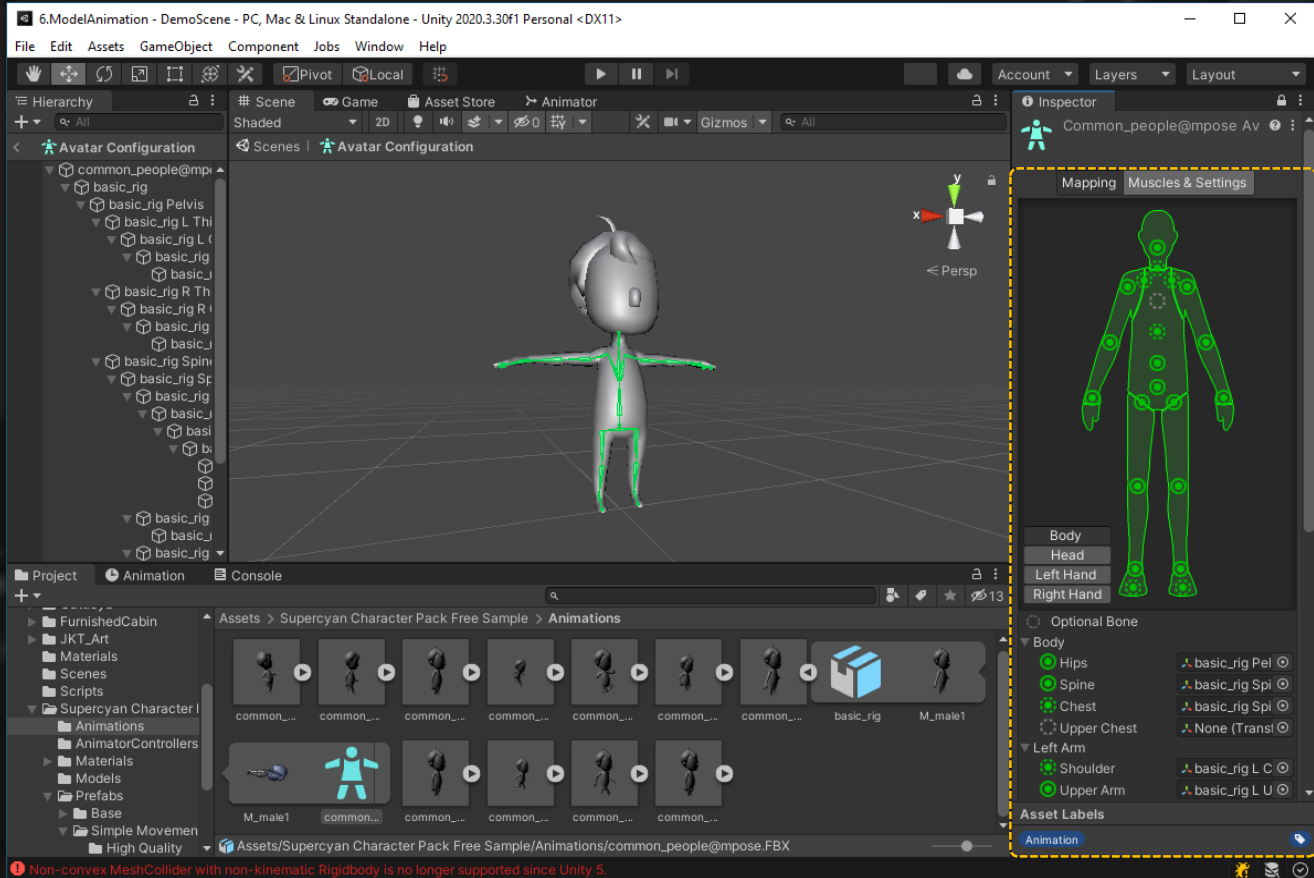 6.ModelAnimation - DemoScene - PC, Mac & Linux Standalone - Unity 2020.3.30f1 Personal <DX11>
File Edit Assets GameObject Component Jobs Window Help
Pivot Local Account Layers Layout
Hierarchy
All
Avatar Configuration
common_people@mpo
basic_rig
basic_rig Pelvis
basic_rig L Thi
basic_rig L
basic_rig
basic_
basic_rig R Th
basic_rig R
basic_rig
basic_
basic_rig Spine
basic_rig Sp
basic_rig
basic_
basi
ba
basic_rig
basic_
basic_rig
Scene Game Asset Store Animator
Shaded 2D 0 Gizmos All
Scenes Avatar Configuration
y
x
Persp
Inspector
Common_people@mpose Av
Mapping Muscles & Settings
Body
Head
Left Hand
Right Hand
Optional Bone
Body
Hips basic_rig Pel
Spine basic_rig Spi
Chest basic_rig Spi
Upper Chest None (Transf
Left Arm
Shoulder basic_rig L C
Upper Arm basic_rig L U
Asset Labels
Animation
Project Animation Console
13
FurnishedCabin
JKT_Art
Materials
Scenes
Scripts
Supercyan Character
Animations
AnimatorControllers
Materials
Models
Prefabs
Base
Simple Movemen
High Quality
Assets > Supercyan Character Pack Free Sample > Animations
common_... common_... common_... common_... common_... common_... common_... basic_rig M_male1
M_male1 common... common_... common_... common_... common_...
Assets/Supercyan Character Pack Free Sample/Animations/common_people@mpose.FBX
Non-convex MeshCollider with non-kinematic Rigidbody is no longer supported since Unity 5.